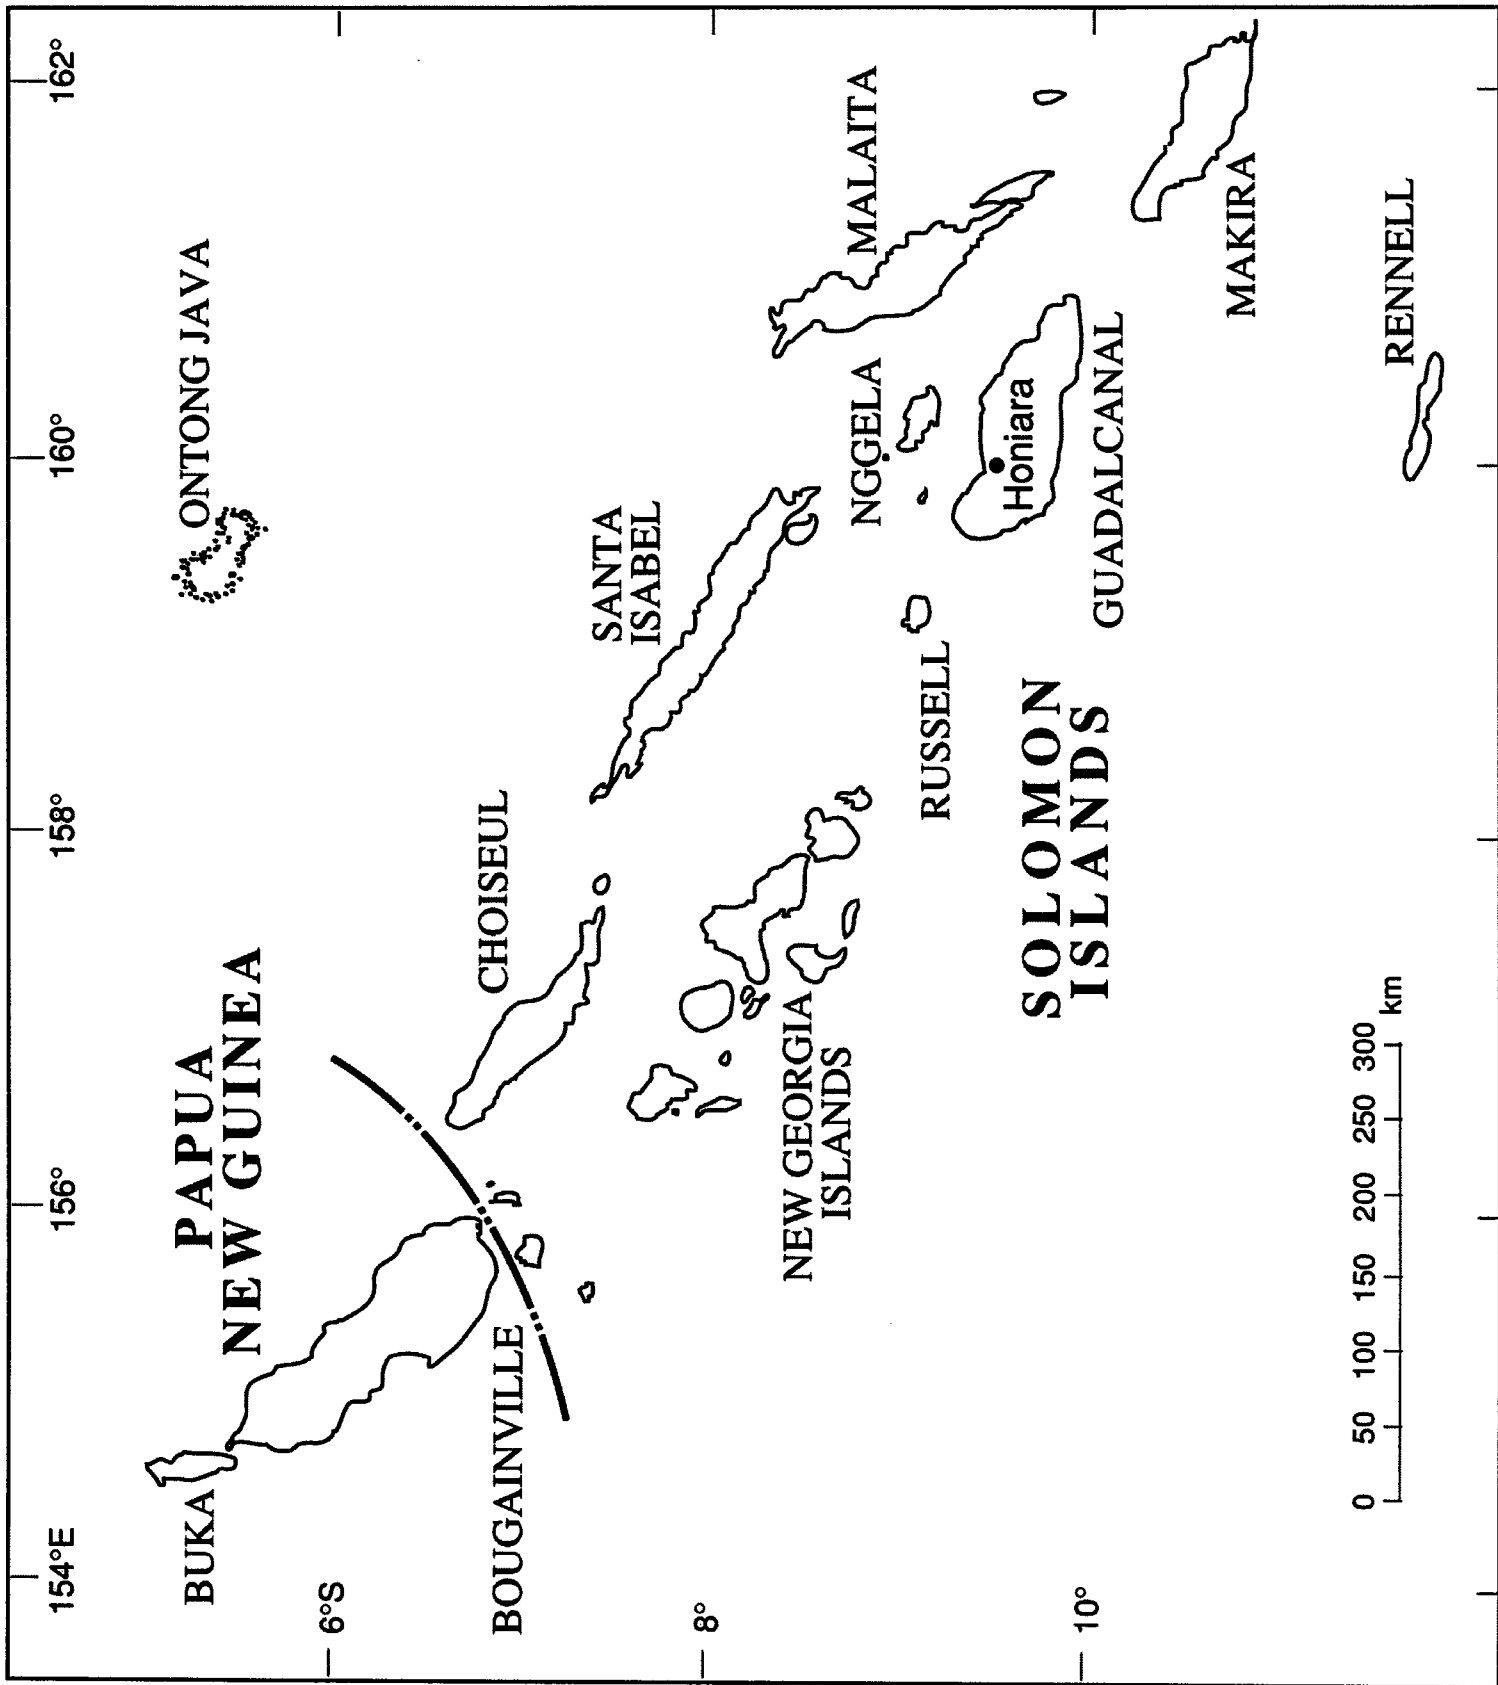 154°E
156°
158°
160°
162°
6°S
8°
10°
BUKA
PAPUA
NEW GUINEA
ONTONG JAVA
BOUGAINVILLE
CHOISEUL
SANTA
ISABEL
NEW GEORGIA
ISLANDS
NGGELA
MALAITA
RUSSELL
Honiara
GUADALCANAL
SOLOMON
ISLANDS
MAKIRA
RENNELL
0 50 100 150 200 250 300
km